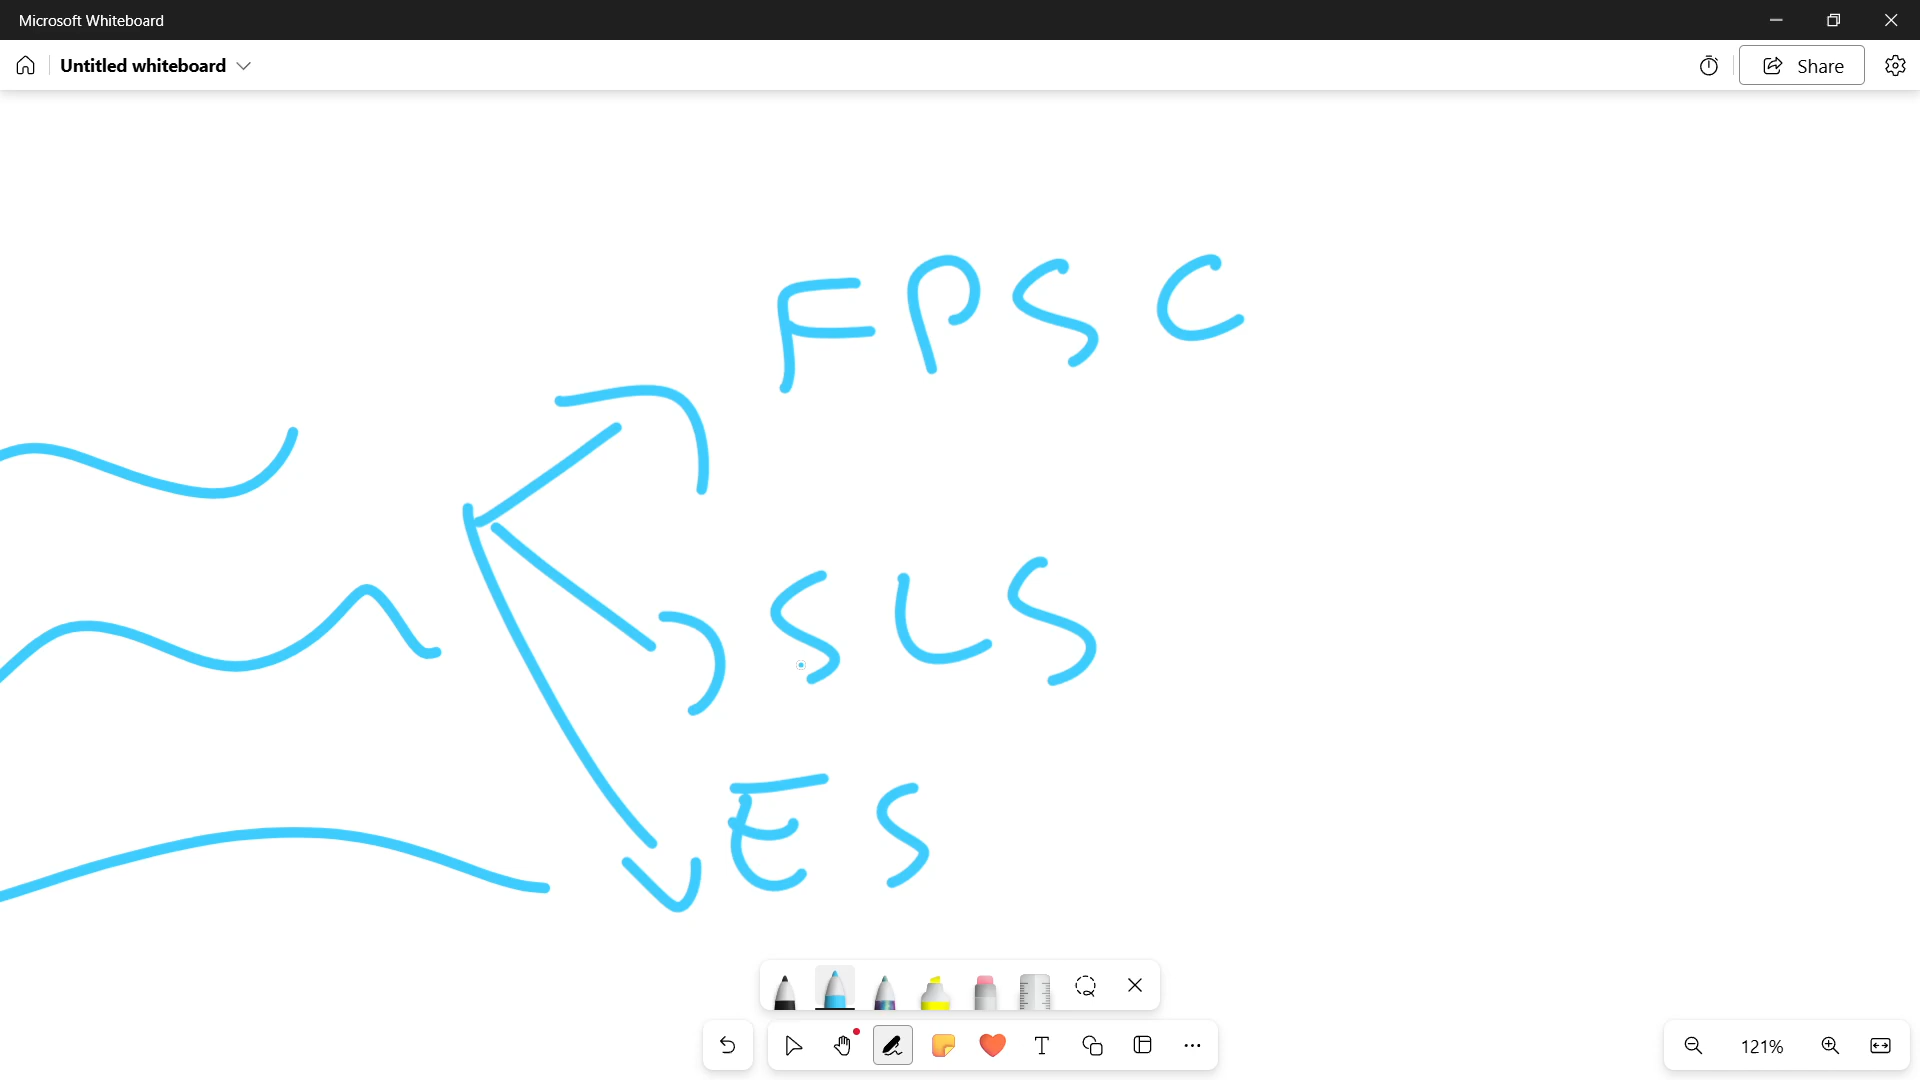 Microsoft Whiteboard
Untitled whiteboard
Share
FPSC
SLS
ES
121%